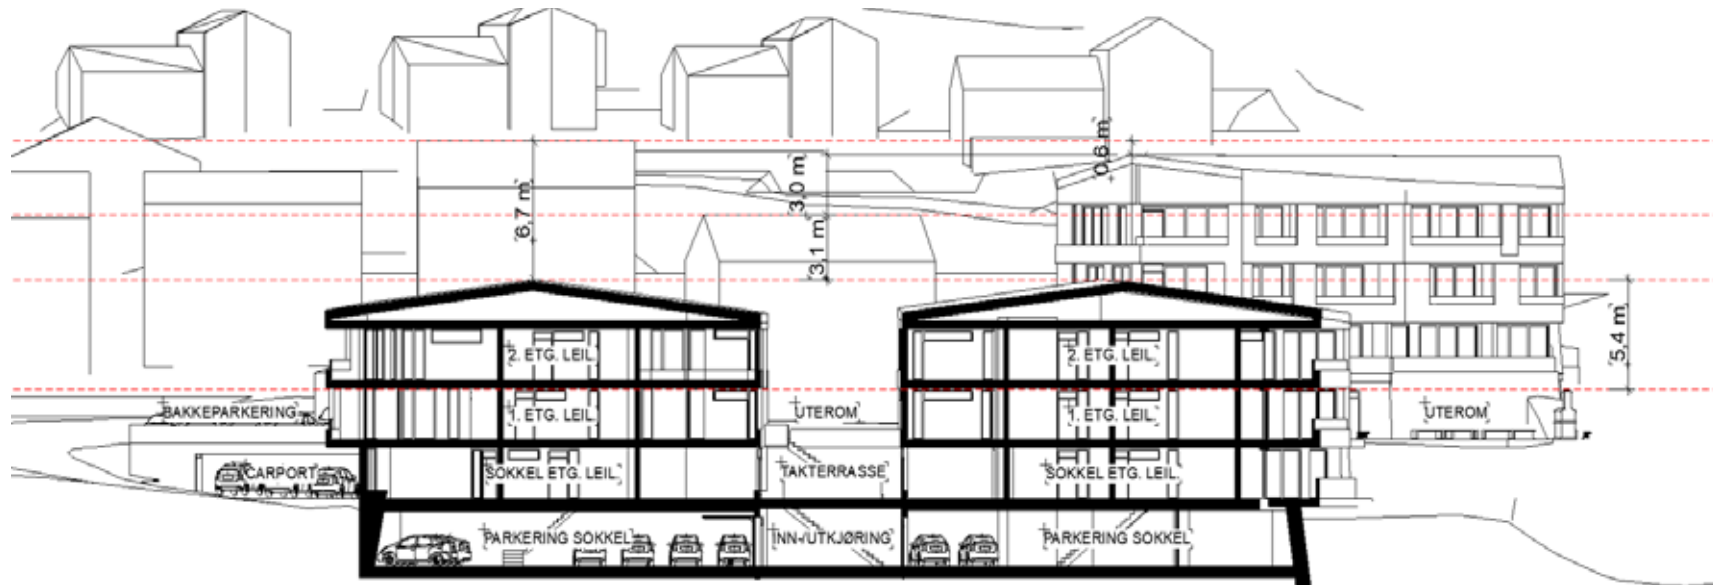 0,6 m
3,0 m
6,7 m
3,1 m
5,4 m
2. ETG. LEIL.
2. ETG. LEIL.
BAKKEPARKERING
1. ETG. LEIL.
UTEROM
1. ETG. LEIL.
UTEROM
CARPORT
SOKKEL ETG. LEIL.
TAKTERRASSE
SOKKEL ETG. LEIL.
PARKERING SOKKEL
INN-/UTKJØRING
PARKERING SOKKEL